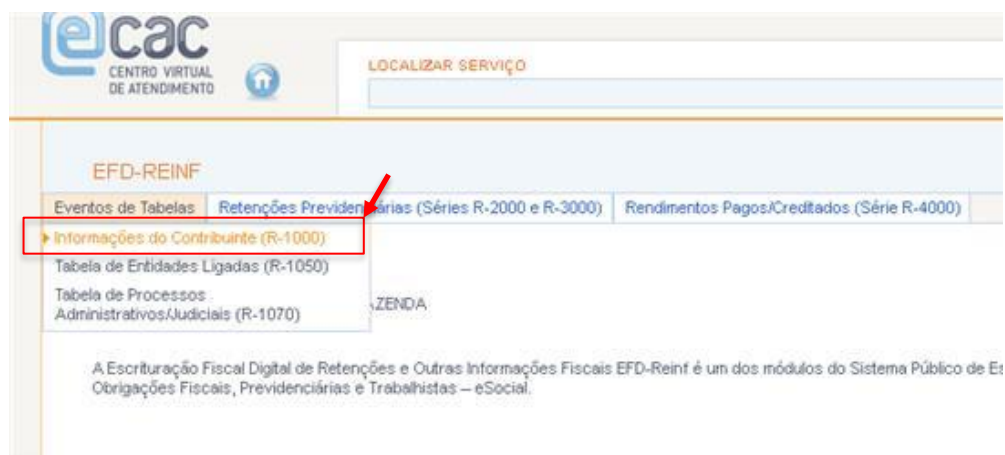 ecac
CENTRO VIRTUAL
DE ATENDIMENTO
LOCALIZAR SERVIÇO
EFD-REINF
Eventos de Tabelas
Retenções Previdenciárias (Séries R-2000 e R-3000)
Rendimentos Pagos/Creditados (Série R-4000)
Informações do Contribuinte (R-1000)
Tabela de Entidades Ligadas (R-1050)
Tabela de Processos
Administrativos/Judiciais (R-1070)
AZENDA
A Escrituração Fiscal Digital de Retenções e Outras Informações Fiscais EFD-Reinf é um dos módulos do Sistema Público de Es
Obrigações Fiscais, Previdenciárias e Trabalhistas – eSocial.